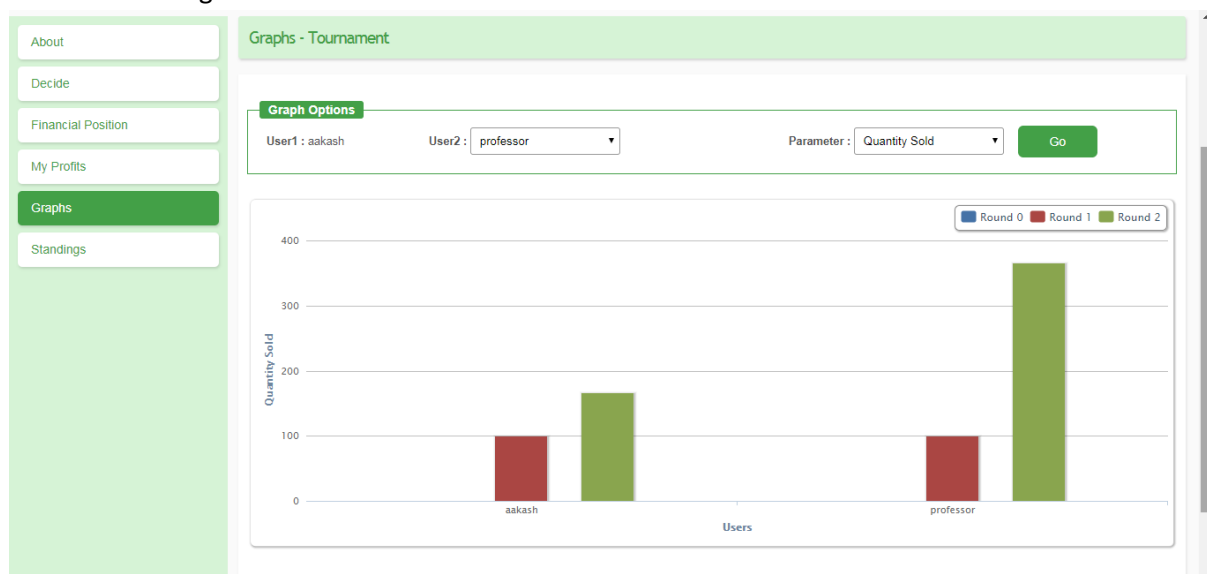 About
Decide
Financial Position
My Profits
Graphs
Standings
Graphs - Tournament
Graph Options
User1 : aakash User2 : professor Parameter : Quantity Sold Go
Round 0 Round 1 Round 2
400
300
200
100
0
Quantity Sold
aakash professor
Users